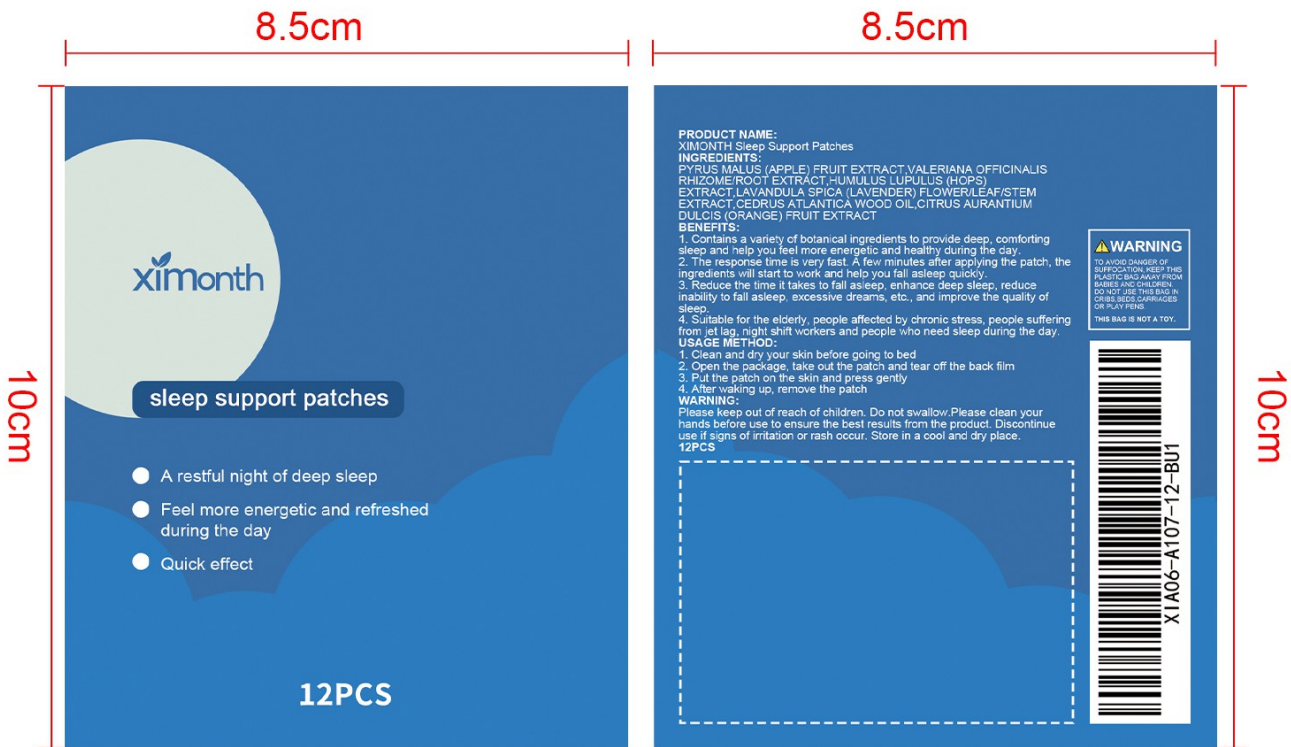 8.5cm
8.5cm
10cm
ximonth
sleep support patches
A restful night of deep sleep
Feel more energetic and refreshed
during the day
Quick effect
12PCS
PRODUCT NAME:
XIMONTH Sleep Support Patches
INGREDIENTS:
PYRUS MALUS (APPLE) FRUIT EXTRACT,VALERIANA OFFICINALIS
RHIZOME/ROOT EXTRACT,HUMULUS LUPULUS (HOPS)
EXTRACT,LAVANDULA SPICA (LAVENDER) FLOWER/LEAF/STEM
EXTRACT,CEDRUS ATLANTICA WOOD OIL,CITRUS AURANTIUM
DULCIS (ORANGE) FRUIT EXTRACT
BENEFITS:
1. Contains a variety of botanical ingredients to provide deep, comforting
sleep and help you feel more energetic and healthy during the day.
2. The response time is very fast. A few minutes after applying the patch, the
ingredients will start to work and help you fall asleep quickly.
3. Reduce the time it takes to fall asleep, enhance deep sleep, reduce
inability to fall asleep, excessive dreams, etc., and improve the quality of
sleep.
4. Suitable for the elderly, people affected by chronic stress, people suffering
from jet lag, night shift workers and people who need sleep during the day.
USAGE METHOD:
1. Clean and dry your skin before going to bed
2. Open the package, take out the patch and tear off the back film
3. Put the patch on the skin and press gently
4. After waking up, remove the patch
WARNING:
Please keep out of reach of children. Do not swallow.Please clean your
hands before use to ensure the best results from the product. Discontinue
use if signs of irritation or rash occur. Store in a cool and dry place.
12PCS
WARNING
TO AVOID DANGER OF
SUFFOCATION, KEEP THIS
PLASTIC BAG AWAY FROM
BABIES AND CHILDREN.
DO NOT USE THIS BAG IN
CRIBS,BEDS,CARRIAGES
OR PLAY PENS.
THIS BAG IS NOT A TOY.
XIA06-A107-12-BU1
10cm